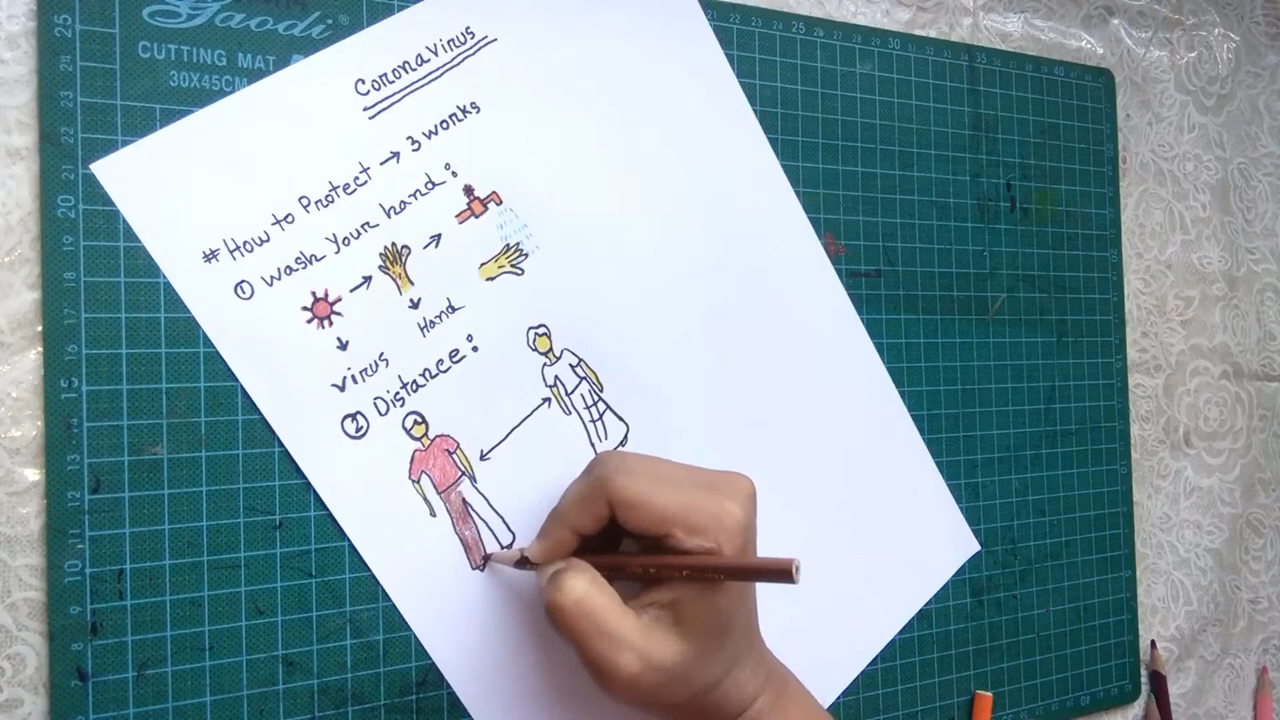 Gaodi®
CUTTING MAT
30X45CM
CoronaVirus
# How to Protect → 3 works
① wash Your hand:
Hand
virus
② Distance: